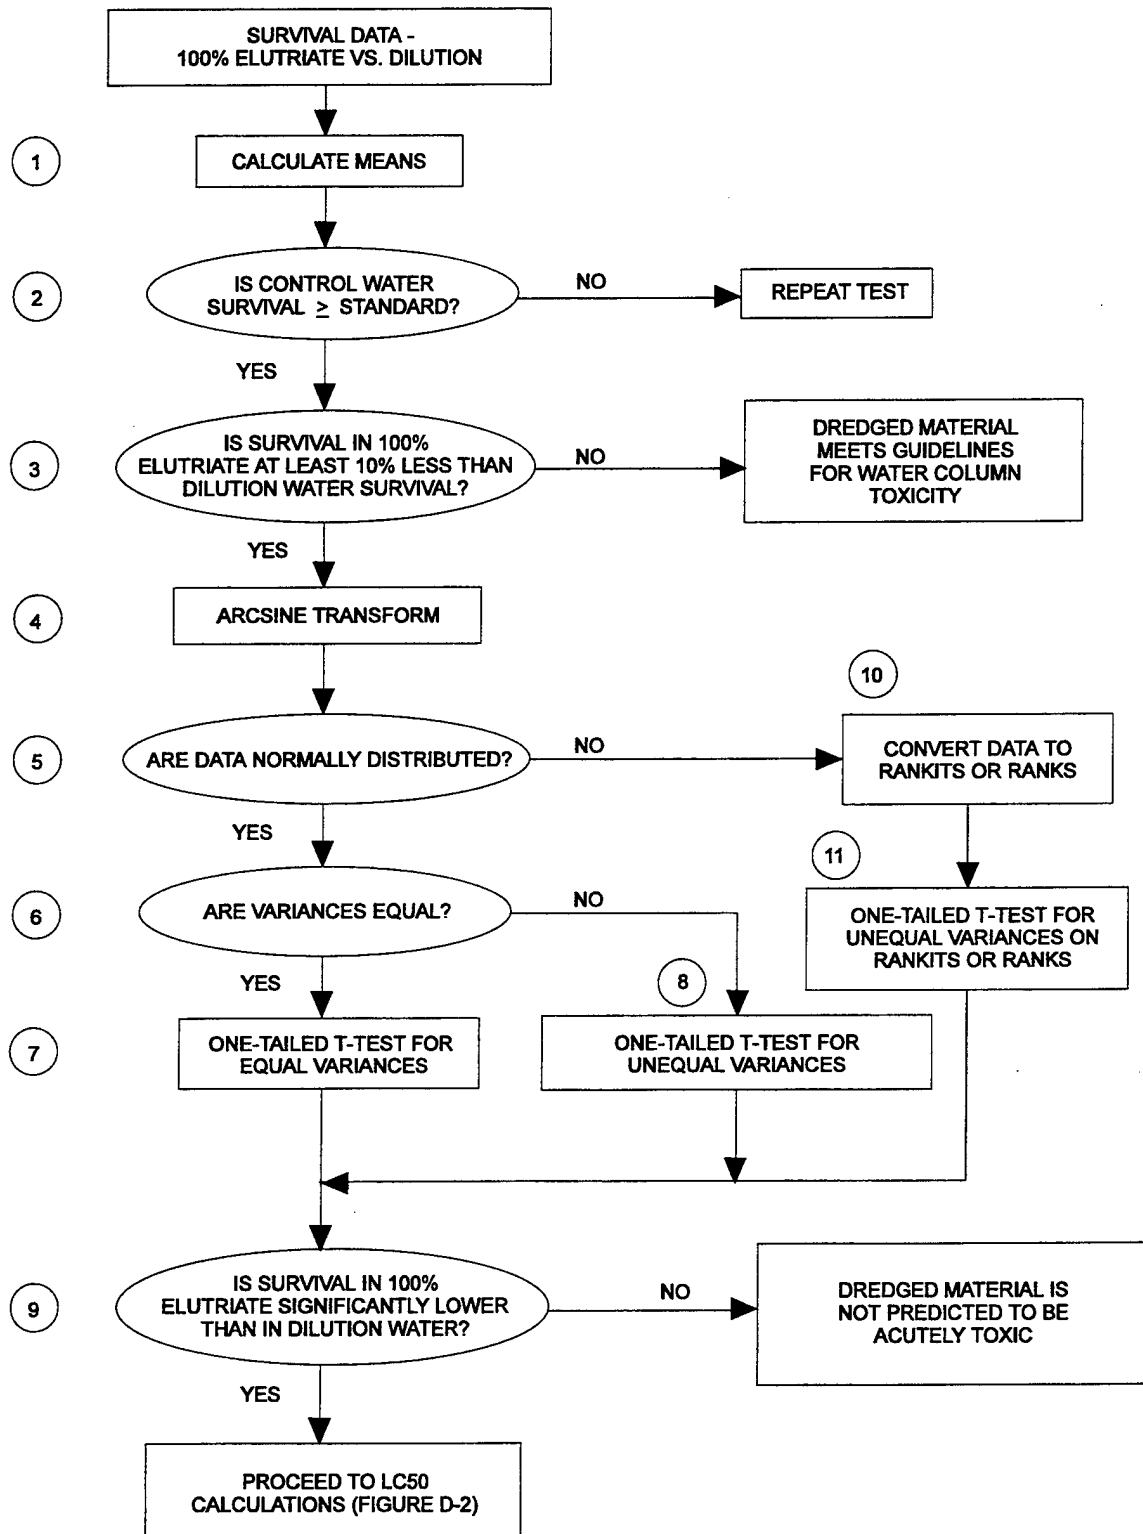 SURVIVAL DATA -
100% ELUTRIATE VS. DILUTION
1
CALCULATE MEANS
2
IS CONTROL WATER
SURVIVAL ≥ STANDARD?
NO
REPEAT TEST
YES
3
IS SURVIVAL IN 100%
ELUTRIATE AT LEAST 10% LESS THAN
DILUTION WATER SURVIVAL?
NO
DREDGED MATERIAL
MEETS GUIDELINES
FOR WATER COLUMN
TOXICITY
YES
4
ARCSINE TRANSFORM
5
ARE DATA NORMALLY DISTRIBUTED?
NO
10
CONVERT DATA TO
RANKITS OR RANKS
YES
11
ONE-TAILED T-TEST FOR
UNEQUAL VARIANCES ON
RANKITS OR RANKS
6
ARE VARIANCES EQUAL?
NO
YES
7
ONE-TAILED T-TEST FOR
EQUAL VARIANCES
8
ONE-TAILED T-TEST FOR
UNEQUAL VARIANCES
9
IS SURVIVAL IN 100%
ELUTRIATE SIGNIFICANTLY LOWER
THAN IN DILUTION WATER?
NO
DREDGED MATERIAL IS
NOT PREDICTED TO BE
ACUTELY TOXIC
YES
PROCEED TO LC50
CALCULATIONS (FIGURE D-2)